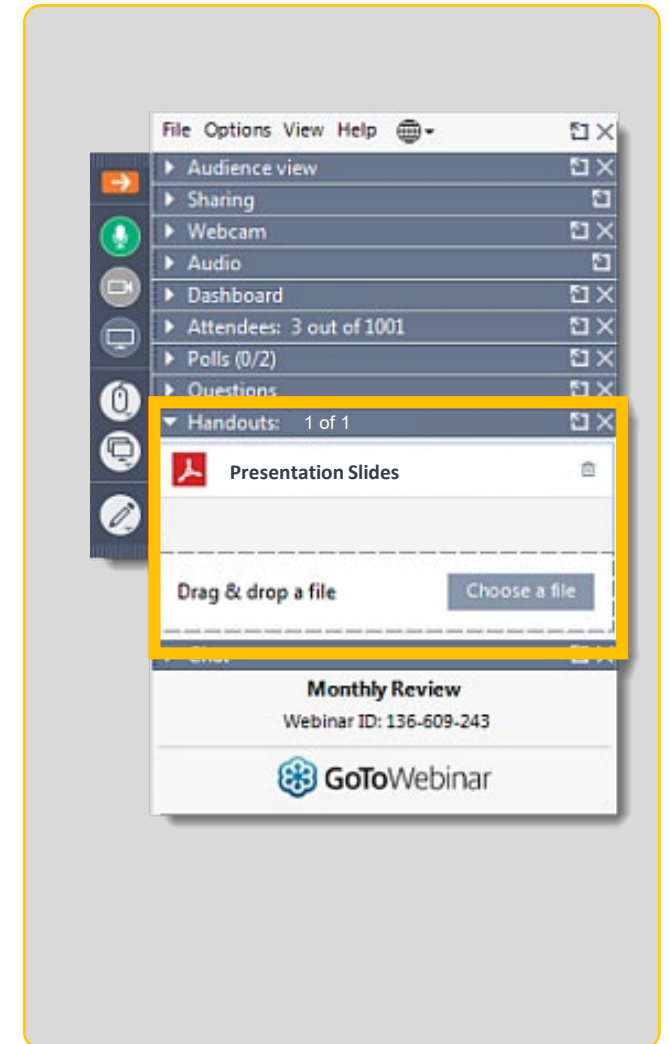 File Options View Help
Audience view
Sharing
Webcam
Audio
Dashboard
Attendees: 3 out of 1001
Polls (0/2)
Questions
Handouts: 1 of 1
Presentation Slides
Drag & drop a file Choose a file
Chat
Monthly Review
Webinar ID: 136-609-243
GoToWebinar